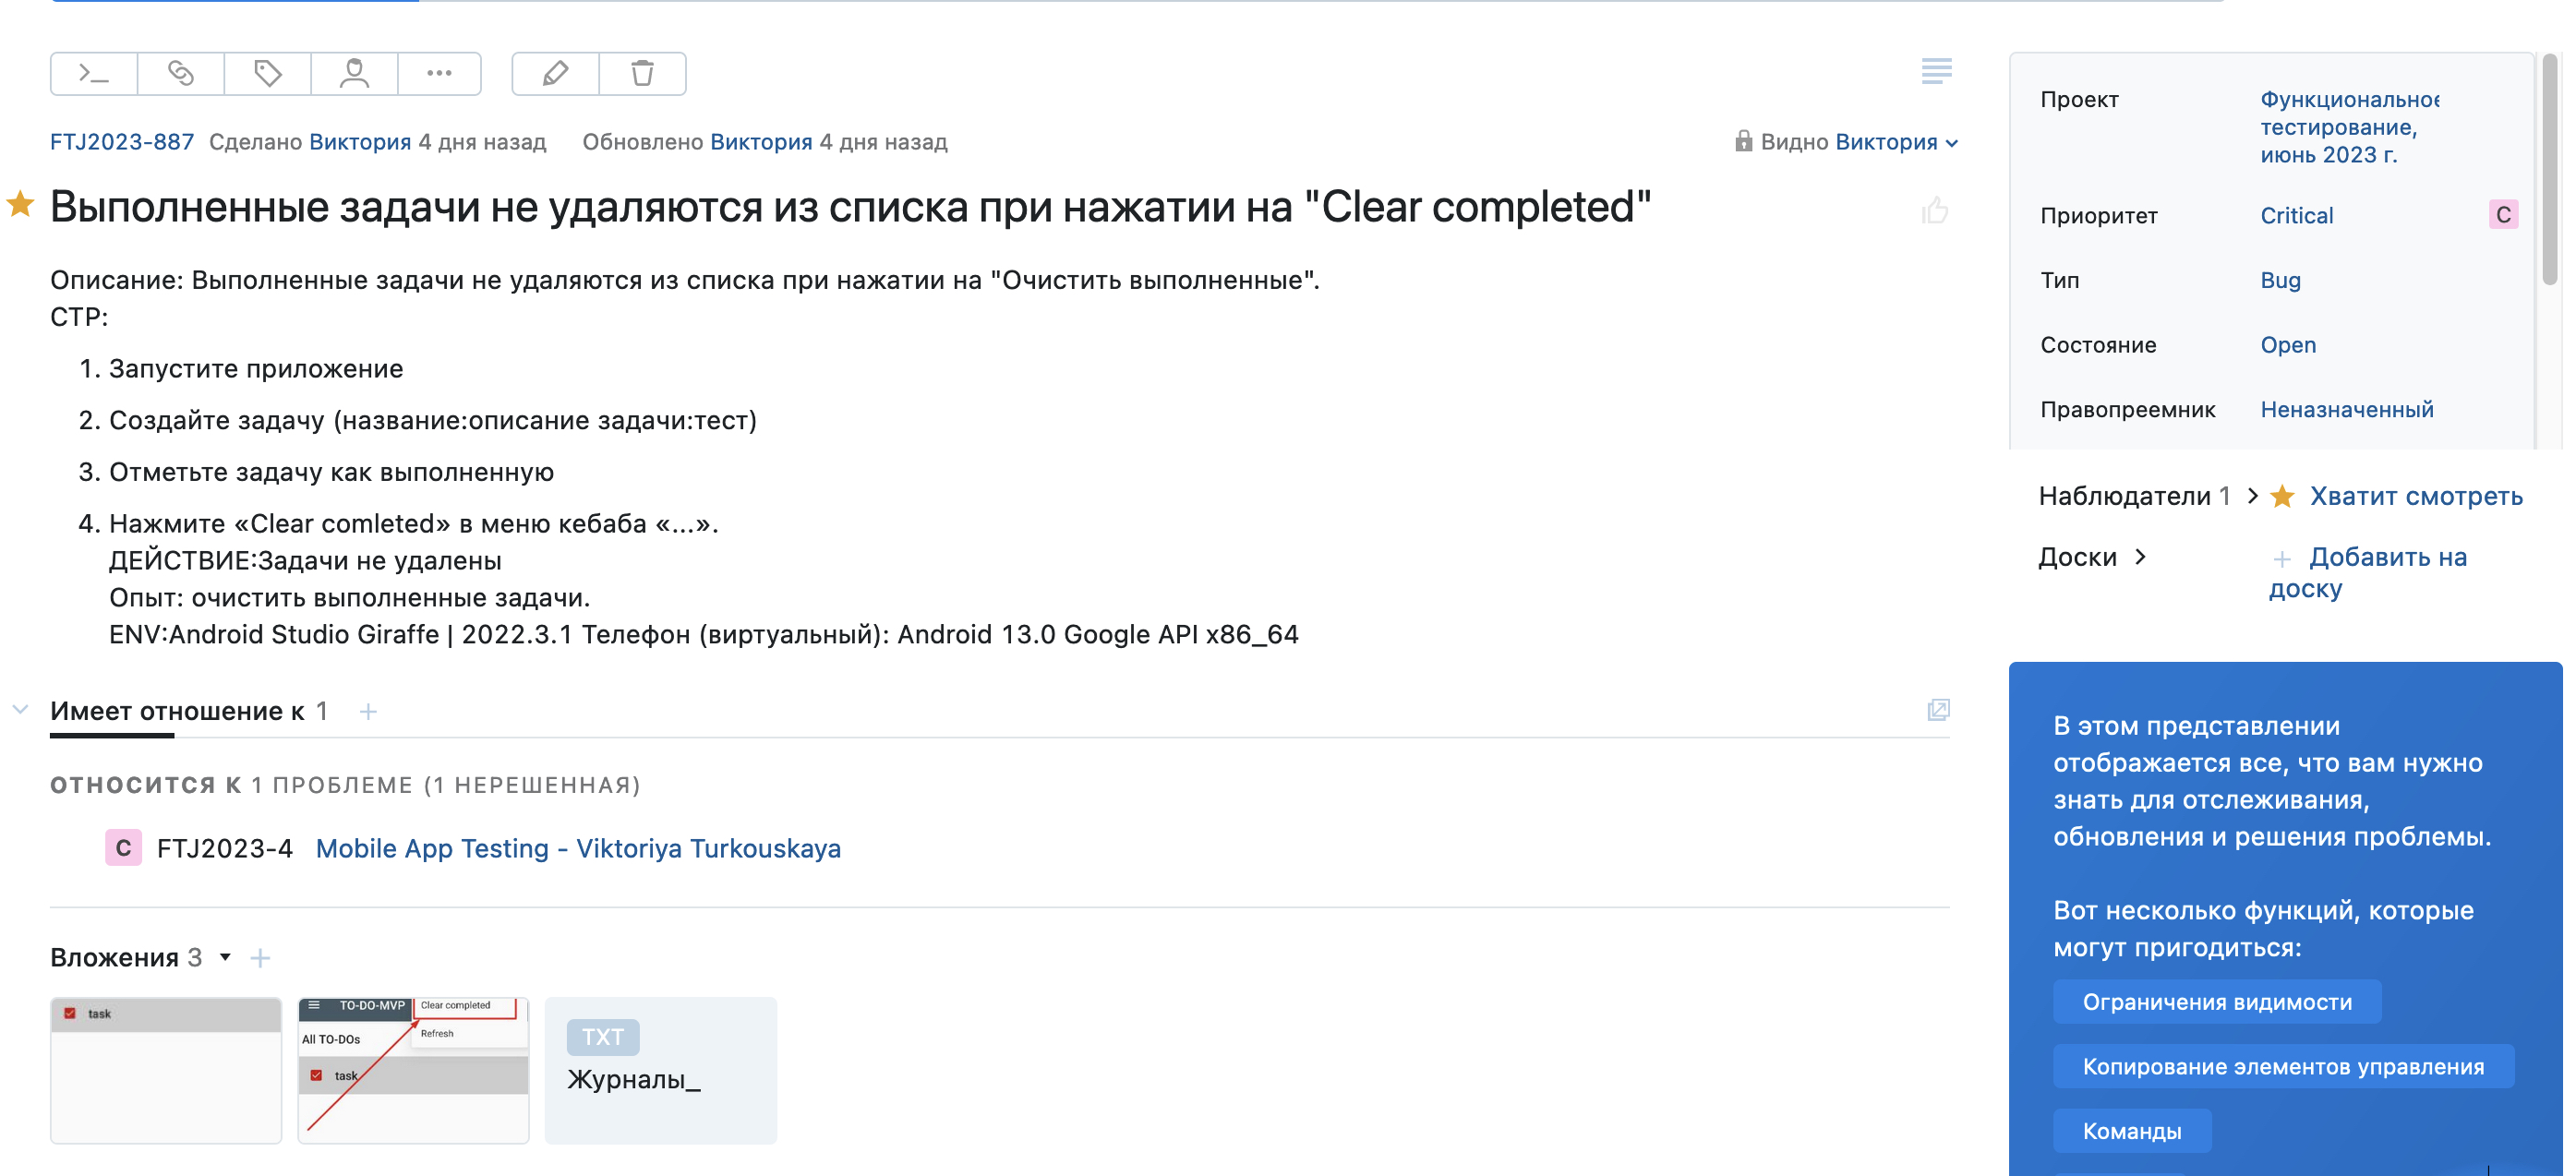 FTJ2023-887 Сделано Виктория 4 дня назад Обновлено Виктория 4 дня назад
Видно Виктория
Выполненные задачи не удаляются из списка при нажатии на "Clear completed"
Описание: Выполненные задачи не удаляются из списка при нажатии на "Очистить выполненные".
СТР:
1. Запустите приложение
2. Создайте задачу (название:описание задачи:тест)
3. Отметьте задачу как выполненную
4. Нажмите «Clear comleted» в меню кебаба «...».
ДЕЙСТВИЕ:Задачи не удалены
Опыт: очистить выполненные задачи.
ENV:Android Studio Giraffe | 2022.3.1 Телефон (виртуальный): Android 13.0 Google API x86_64
Имеет отношение к 1
ОТНОСИТСЯ К 1 ПРОБЛЕМЕ (1 НЕРЕШЕННАЯ)
C FTJ2023-4 Mobile App Testing - Viktoriya Turkouskaya
Вложения 3
task
TO-DO-MVP
Clear completed
Refresh
All TO-DOs
task
TXT
Журналы_
Проект Функциональное
тестирование,
июнь 2023 г.
Приоритет Critical C
Тип Bug
Состояние Open
Правопреемник Неназначенный
Наблюдатели 1 Хватит смотреть
Доски Добавить на
доску
В этом представлении
отображается все, что вам нужно
знать для отслеживания,
обновления и решения проблемы.
Вот несколько функций, которые
могут пригодиться:
Ограничения видимости
Копирование элементов управления
Команды